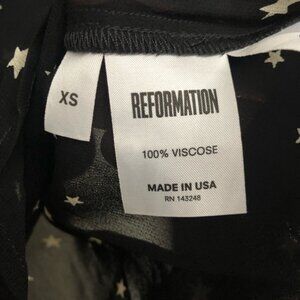 XS
REFORMATION
100% VISCOSE
MADE IN USA
RN 143248